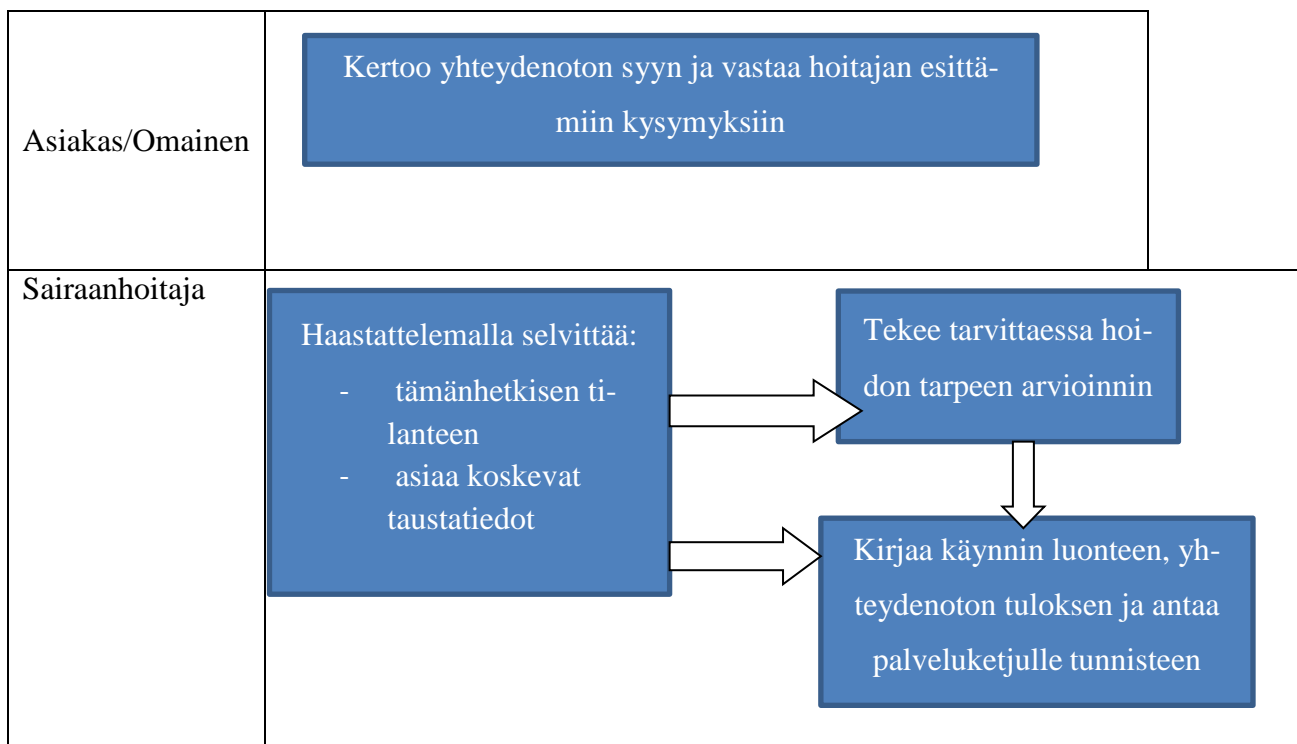 Asiakas/Omainen
Kertoo yhteydenoton syyn ja vastaa hoitajan esittä-
miin kysymyksiin
Sairaanhoitaja
Haastattelemalla selvittää:
- tämänhetkisen ti-
lanteen
- asiaa koskevat
taustatiedot
Tekee tarvittaessa hoi-
don tarpeen arvioinnin
Kirjaa käynnin luonteen, yh-
teydenoton tuloksen ja antaa
palveluketjulle tunnisteen